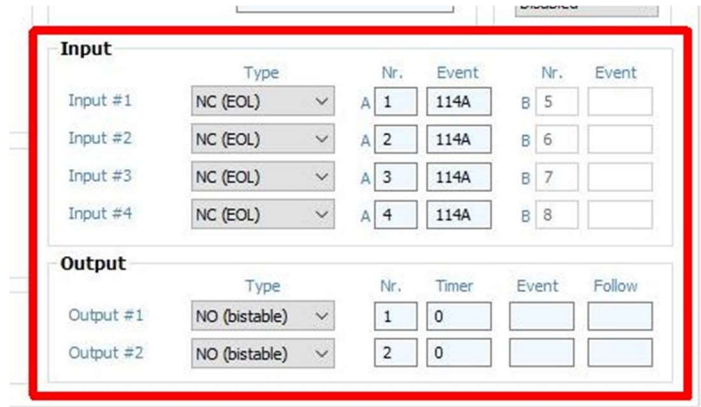 Input
Type Nr. Event Nr. Event
Input #1 NC (EOL) A 1 114A B 5
Input #2 NC (EOL) A 2 114A B 6
Input #3 NC (EOL) A 3 114A B 7
Input #4 NC (EOL) A 4 114A B 8
Output
Type Nr. Timer Event Follow
Output #1 NO (bistable) 1 0
Output #2 NO (bistable) 2 0